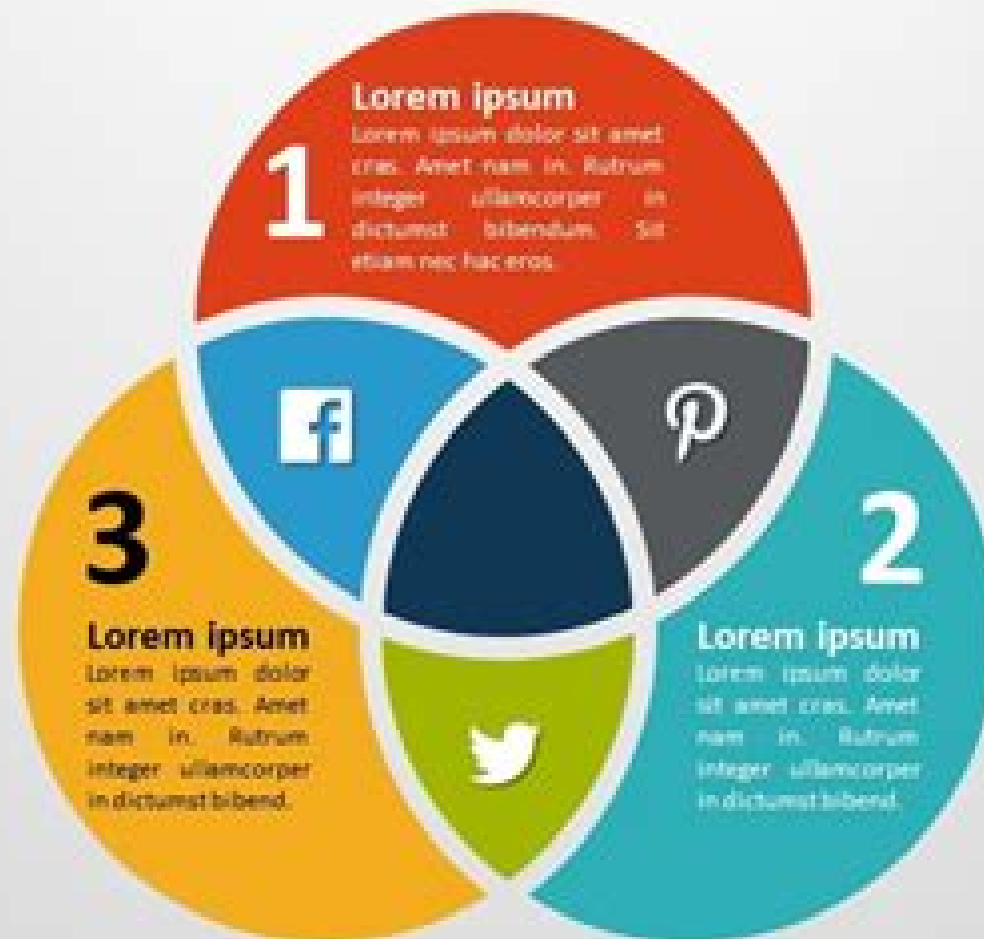 Lorem ipsum
1
Lorem ipsum dolor sit amet
cras. Amet nam in. Rutrum
integer ullamcorper in
dictumst bibendum. Sit
etiam nec hac eros.
3
Lorem ipsum
Lorem ipsum dolor
sit amet cras. Amet
nam in. Rutrum
integer ullamcorper
in dictumst bibend.
2
Lorem ipsum
Lorem ipsum dolor
sit amet cras. Amet
nam in. Rutrum
integer ullamcorper
in dictumst bibend.